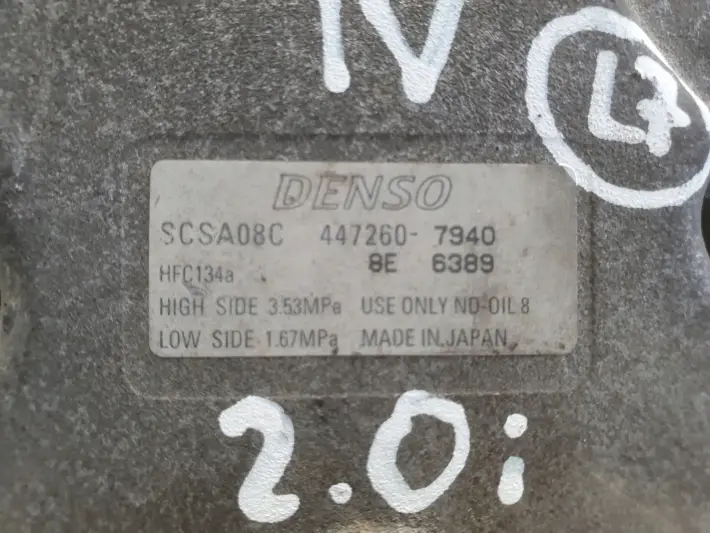 IV
L7
DENSO
SCSA08C 447260-7940
8E 6389
HFC134a
HIGH SIDE 3.53MPa USE ONLY ND-OIL 8
LOW SIDE 1.67MPa MADE IN JAPAN
2.0i